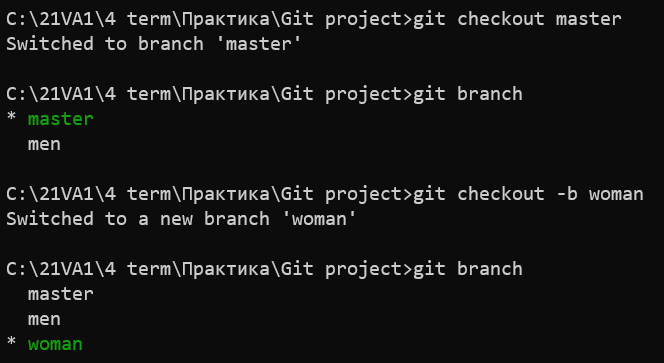 C:\21VA1\4 term\Практика\Git project>git checkout master
Switched to branch 'master'
C:\21VA1\4 term\Практика\Git project>git branch
* master
men
C:\21VA1\4 term\Практика\Git project>git checkout -b woman
Switched to a new branch 'woman'
C:\21VA1\4 term\Практика\Git project>git branch
master
men
* woman